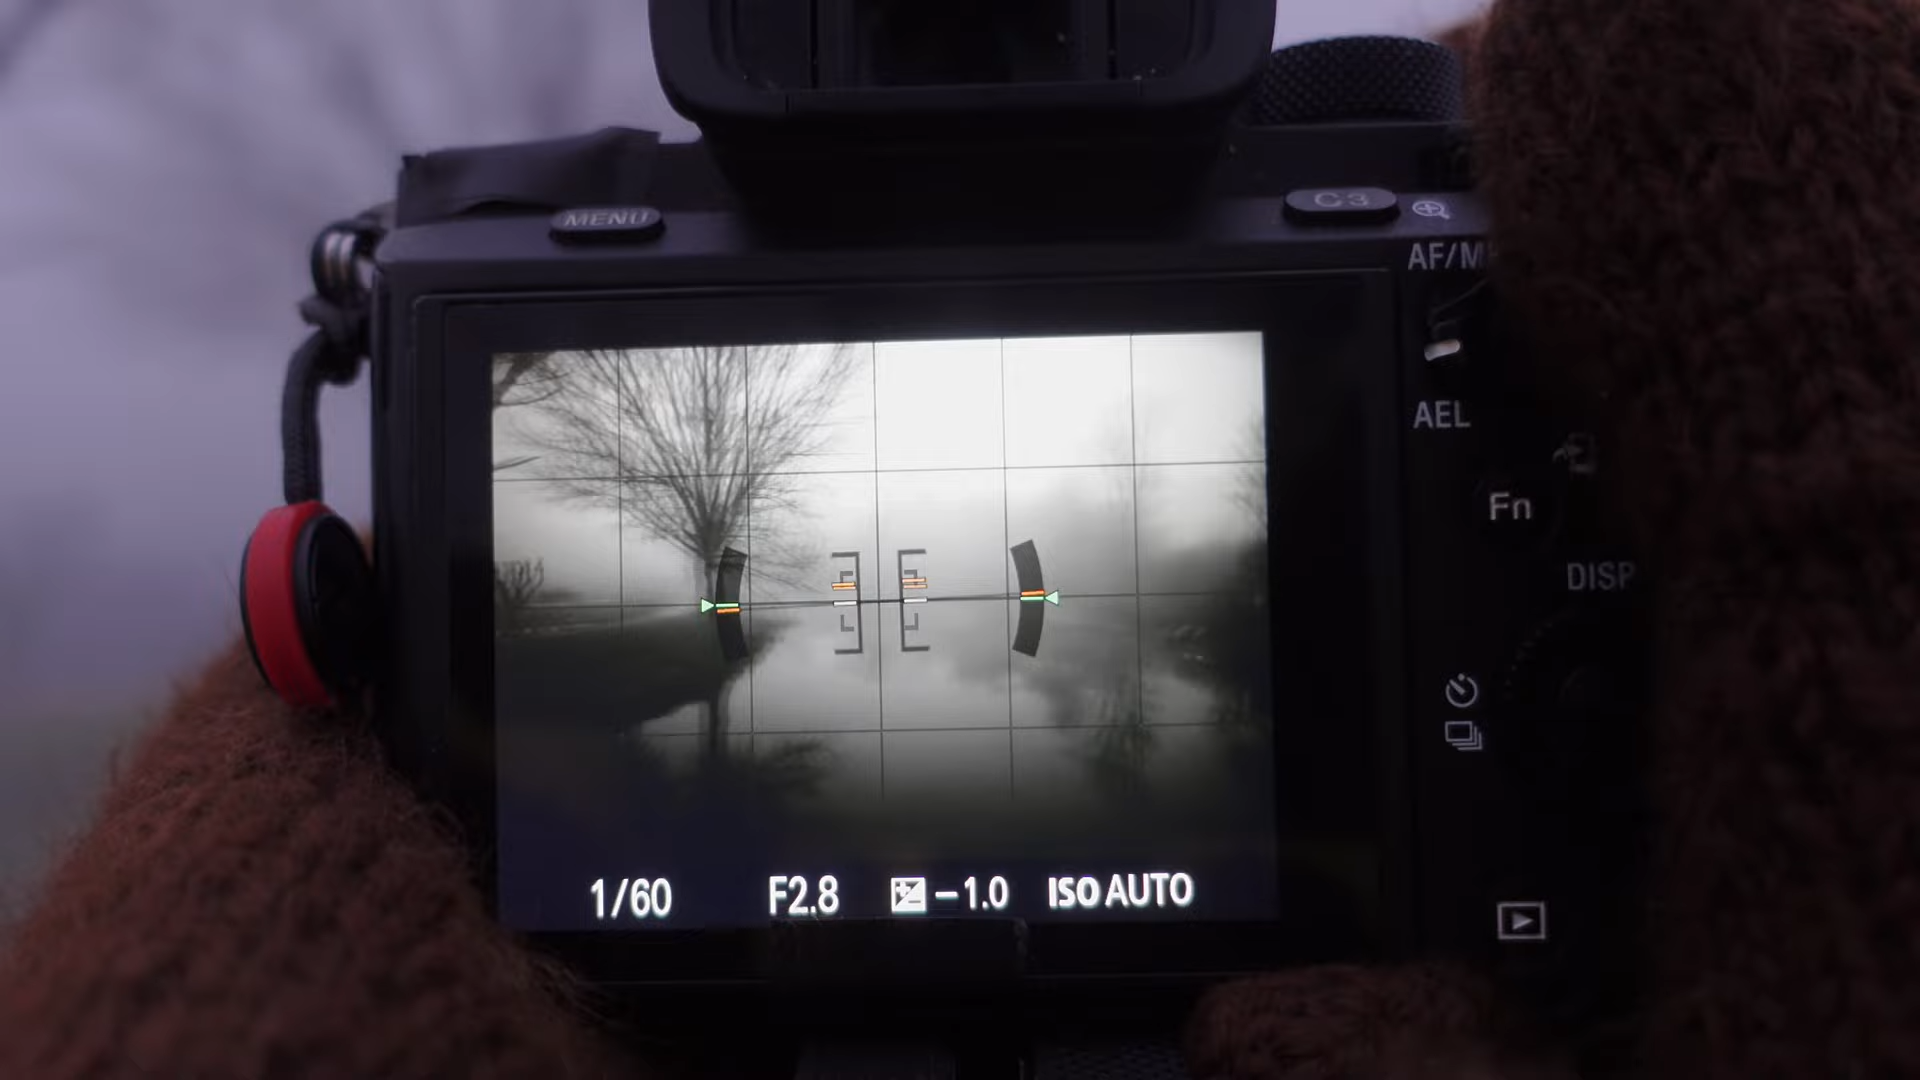 MENU
C3
AF/M
AEL
Fn
DISP
1/60 F2.8 −1.0 ISO AUTO